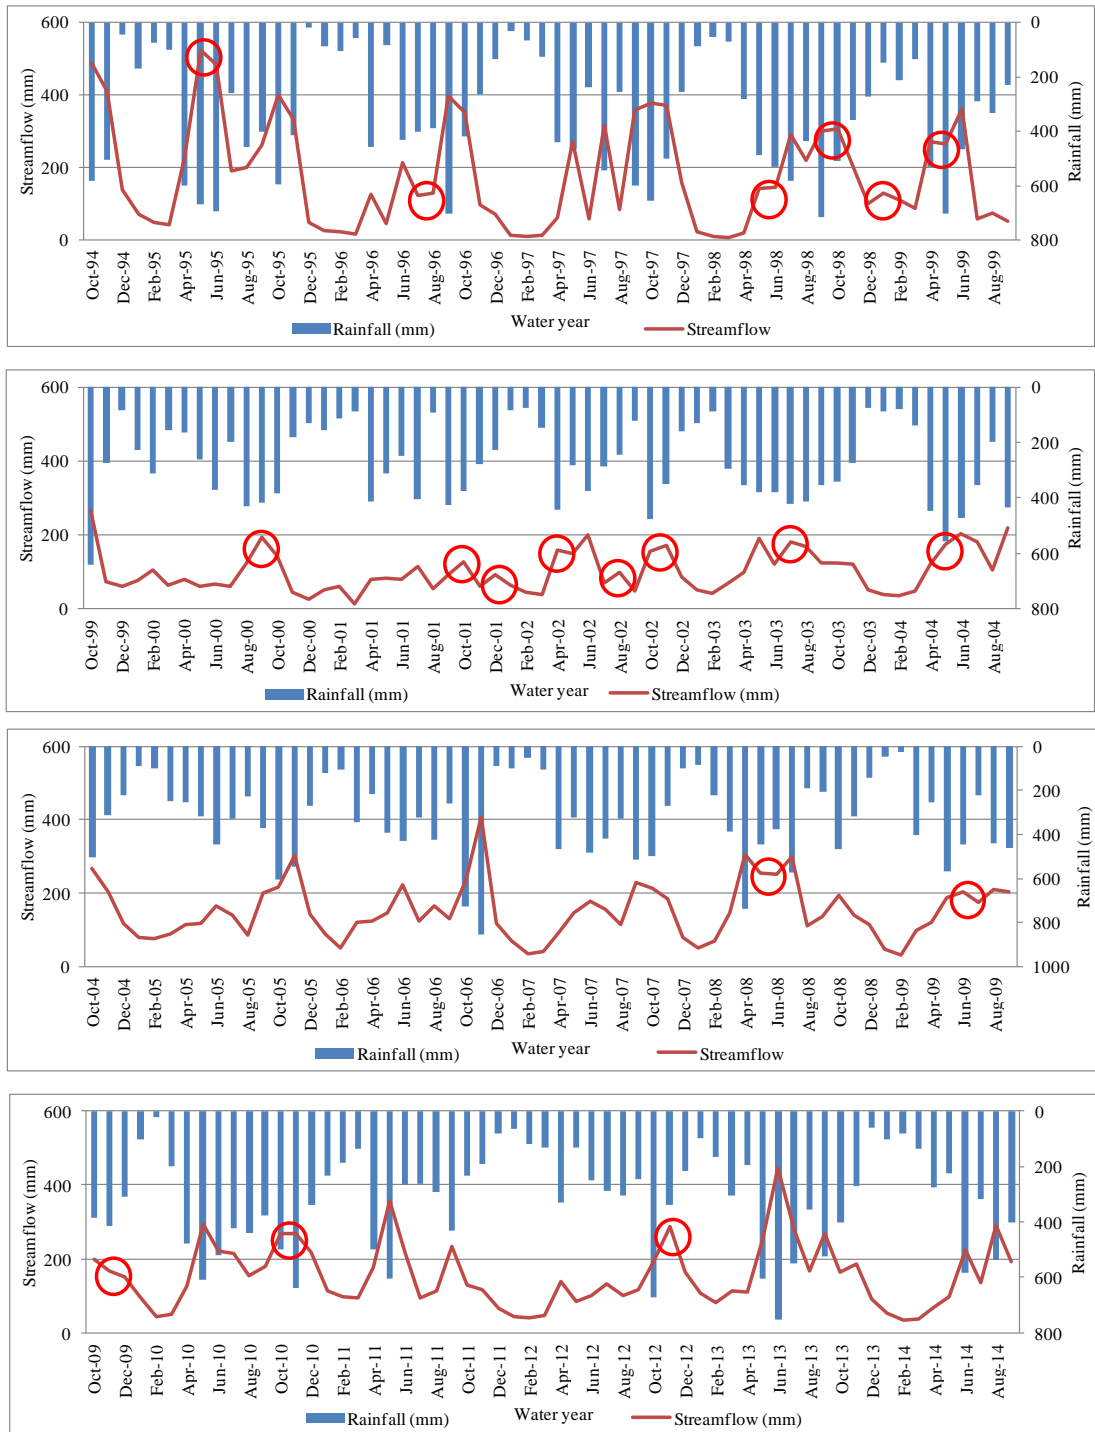 600
400
200
0
Streamflow (mm)
0
200
400
600
800
Rainfall (mm)
Oct-94
Dec-94
Feb-95
Apr-95
Jun-95
Aug-95
Oct-95
Dec-95
Feb-96
Apr-96
Jun-96
Aug-96
Oct-96
Dec-96
Feb-97
Apr-97
Jun-97
Aug-97
Oct-97
Dec-97
Feb-98
Apr-98
Jun-98
Aug-98
Oct-98
Dec-98
Feb-99
Apr-99
Jun-99
Aug-99
Water year
Rainfall (mm)
Streamflow
600
400
200
0
Streamflow (mm)
0
200
400
600
800
Rainfall (mm)
Oct-99
Dec-99
Feb-00
Apr-00
Jun-00
Aug-00
Oct-00
Dec-00
Feb-01
Apr-01
Jun-01
Aug-01
Oct-01
Dec-01
Feb-02
Apr-02
Jun-02
Aug-02
Oct-02
Dec-02
Feb-03
Apr-03
Jun-03
Aug-03
Oct-03
Dec-03
Feb-04
Apr-04
Jun-04
Aug-04
Water year
Rainfall (mm)
Streamflow (mm)
600
400
200
0
Streamflow (mm)
0
200
400
600
800
1000
Rainfall (mm)
Oct-04
Dec-04
Feb-05
Apr-05
Jun-05
Aug-05
Oct-05
Dec-05
Feb-06
Apr-06
Jun-06
Aug-06
Oct-06
Dec-06
Feb-07
Apr-07
Jun-07
Aug-07
Oct-07
Dec-07
Feb-08
Apr-08
Jun-08
Aug-08
Oct-08
Dec-08
Feb-09
Apr-09
Jun-09
Aug-09
Water year
Rainfall (mm)
Streamflow
600
400
200
0
Streamflow (mm)
0
200
400
600
800
Rainfall (mm)
Oct-09
Dec-09
Feb-10
Apr-10
Jun-10
Aug-10
Oct-10
Dec-10
Feb-11
Apr-11
Jun-11
Aug-11
Oct-11
Dec-11
Feb-12
Apr-12
Jun-12
Aug-12
Oct-12
Dec-12
Feb-13
Apr-13
Jun-13
Aug-13
Oct-13
Dec-13
Feb-14
Apr-14
Jun-14
Aug-14
Water year
Rainfall (mm)
Streamflow (mm)